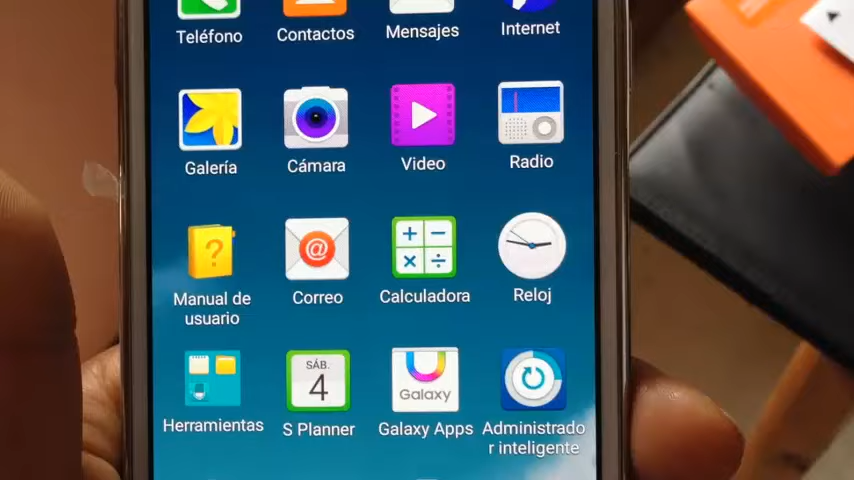 Teléfono Contactos Mensajes Internet
Galería Cámara Video Radio
?
@
+ − × ÷
Manual de
usuario
Correo Calculadora Reloj
SÁB.
4
Galaxy
Herramientas S Planner Galaxy Apps Administrado
r inteligente